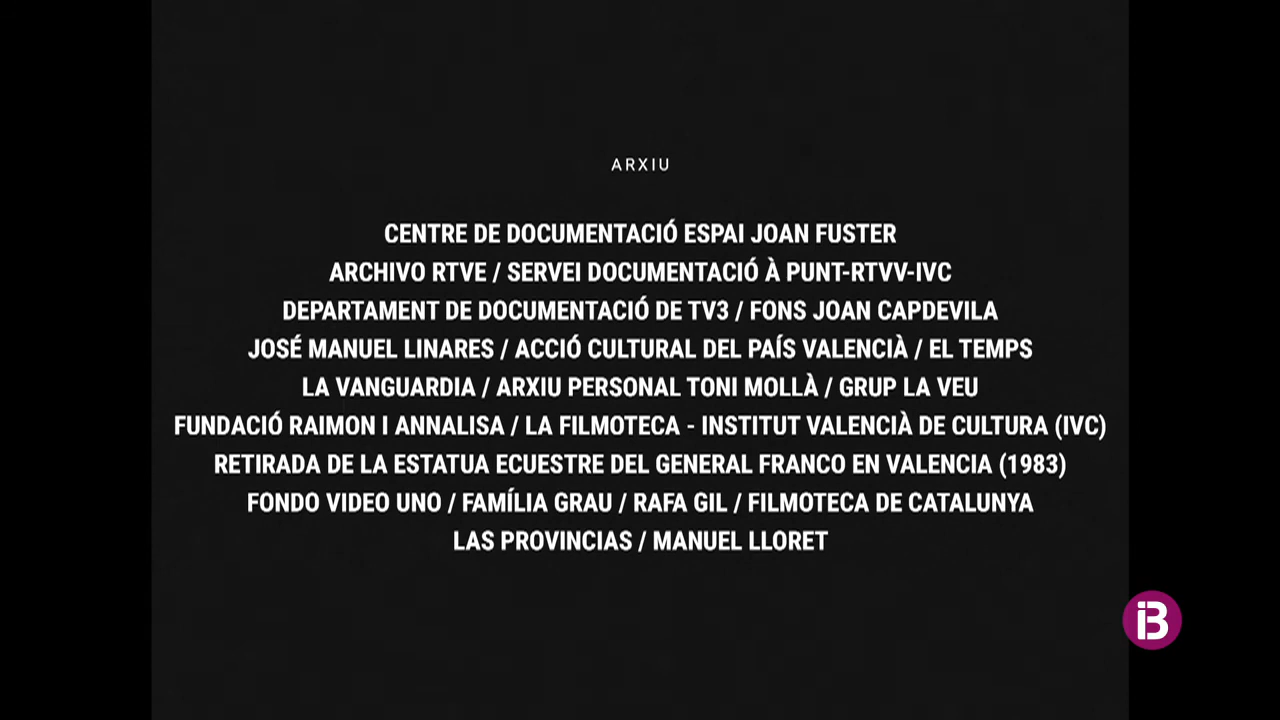 ARXIU
CENTRE DE DOCUMENTACIÓ ESPAI JOAN FUSTER
ARCHIVO RTVE / SERVEI DOCUMENTACIÓ À PUNT-RTVV-IVC
DEPARTAMENT DE DOCUMENTACIÓ DE TV3 / FONS JOAN CAPDEVILA
JOSÉ MANUEL LINARES / ACCIÓ CULTURAL DEL PAÍS VALENCIÀ / EL TEMPS
LA VANGUARDIA / ARXIU PERSONAL TONI MOLLÀ / GRUP LA VEU
FUNDACIÓ RAIMON I ANNALISA / LA FILMOTECA - INSTITUT VALENCIÀ DE CULTURA (IVC)
RETIRADA DE LA ESTATUA ECUESTRE DEL GENERAL FRANCO EN VALENCIA (1983)
FONDO VIDEO UNO / FAMÍLIA GRAU / RAFA GIL / FILMOTECA DE CATALUNYA
LAS PROVINCIAS / MANUEL LLORET
IB